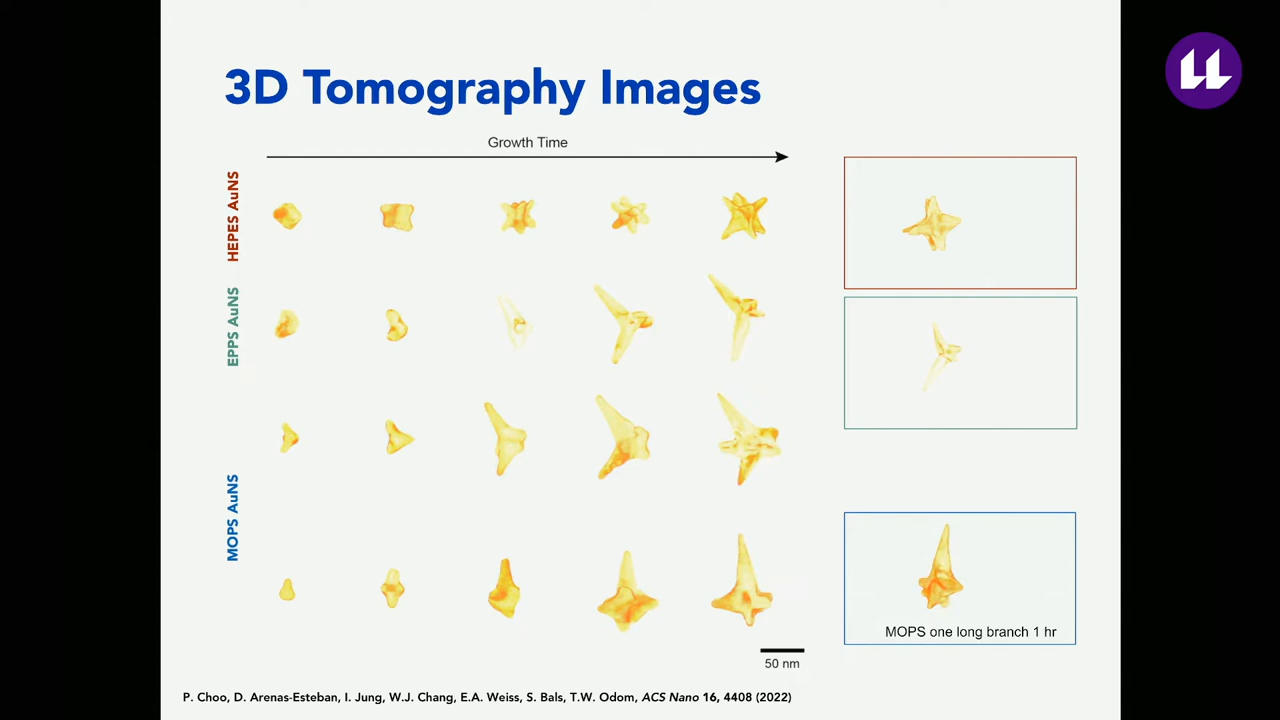 3D Tomography Images
Growth Time
HEPES AuNS
EPPS AuNS
MOPS AuNS
MOPS one long branch 1 hr
50 nm
P. Choo, D. Arenas-Esteban, I. Jung, W.J. Chang, E.A. Weiss, S. Bals, T.W. Odom, ACS Nano 16, 4408 (2022)